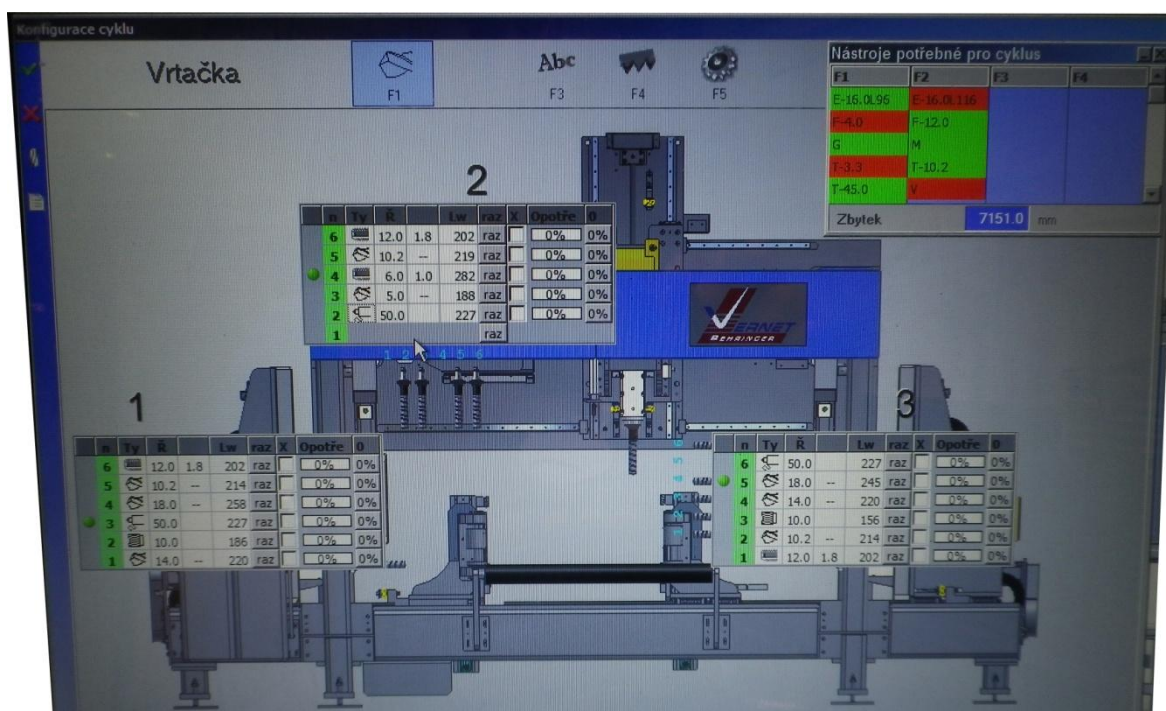 Konfigurace cyklu
Vrtačka
F1
Abc
F3
F4
F5
Nástroje potřebné pro cyklus
F1 F2 F3 F4
E-16.0L96 E-16.0L116
F-4.0 F-12.0
G M
T-3.3 T-10.2
T-45.0 V
Zbytek 7151.0 mm
2
n Ty Ř Lw raz X Opotře 0
6 12.0 1.8 202 raz 0% 0%
5 10.2 -- 219 raz 0% 0%
4 6.0 1.0 282 raz 0% 0%
3 5.0 -- 188 raz 0% 0%
2 50.0 227 raz 0% 0%
1 raz
1 2 4 5 6
VERNET
BEHRINGER
1
n Ty Ř Lw raz X Opotře 0
6 12.0 1.8 202 raz 0% 0%
5 10.2 -- 214 raz 0% 0%
4 18.0 -- 258 raz 0% 0%
3 50.0 227 raz 0% 0%
2 10.0 186 raz 0% 0%
1 14.0 -- 220 raz 0% 0%
3
n Ty Ř Lw raz X Opotře 0
6 50.0 227 raz 0% 0%
5 18.0 -- 245 raz 0% 0%
4 14.0 -- 220 raz 0% 0%
3 10.0 156 raz 0% 0%
2 10.2 -- 214 raz 0% 0%
1 12.0 1.8 202 raz 0% 0%
1 2 3 4 5 6